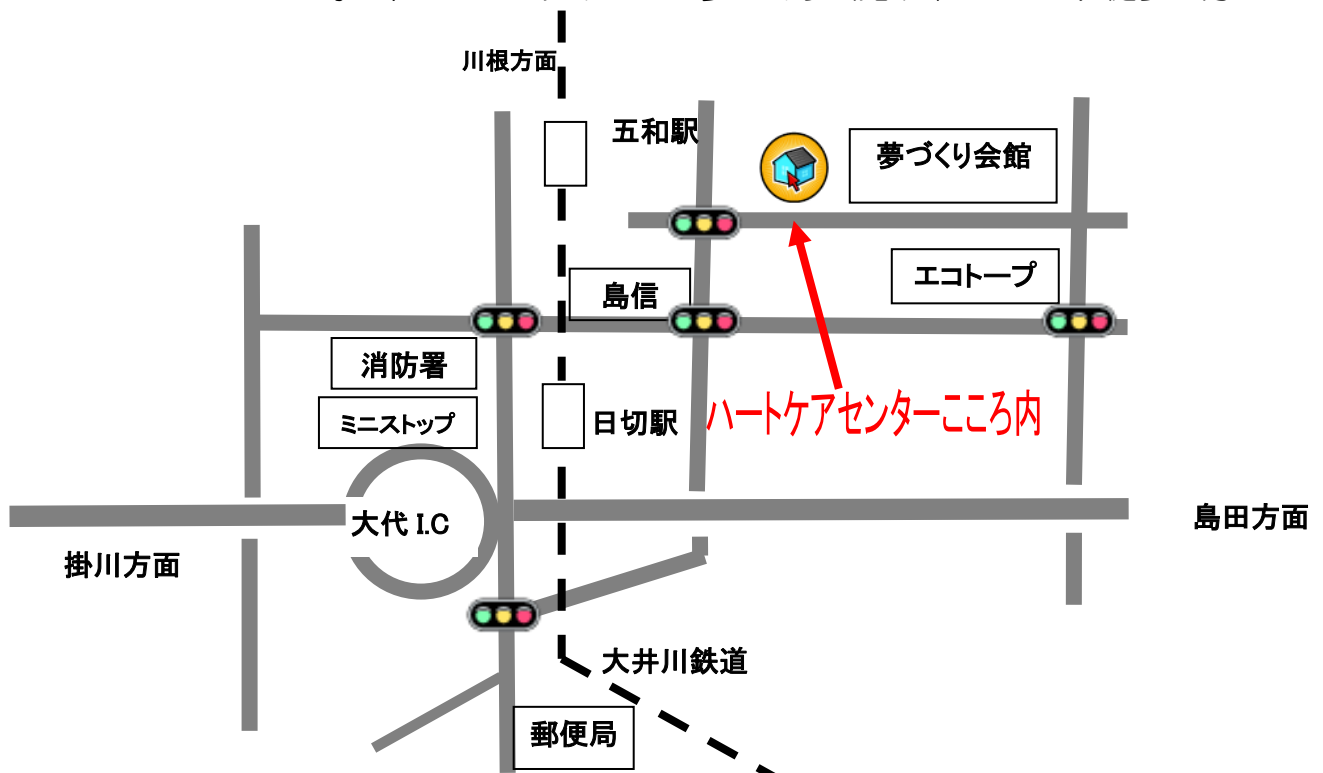 川根方面
五和駅
夢づくり会館
エコトープ
島信
消防署
ミニストップ
日切駅
ハートケアセンターこころ内
大代 I.C
島田方面
掛川方面
大井川鉄道
郵便局